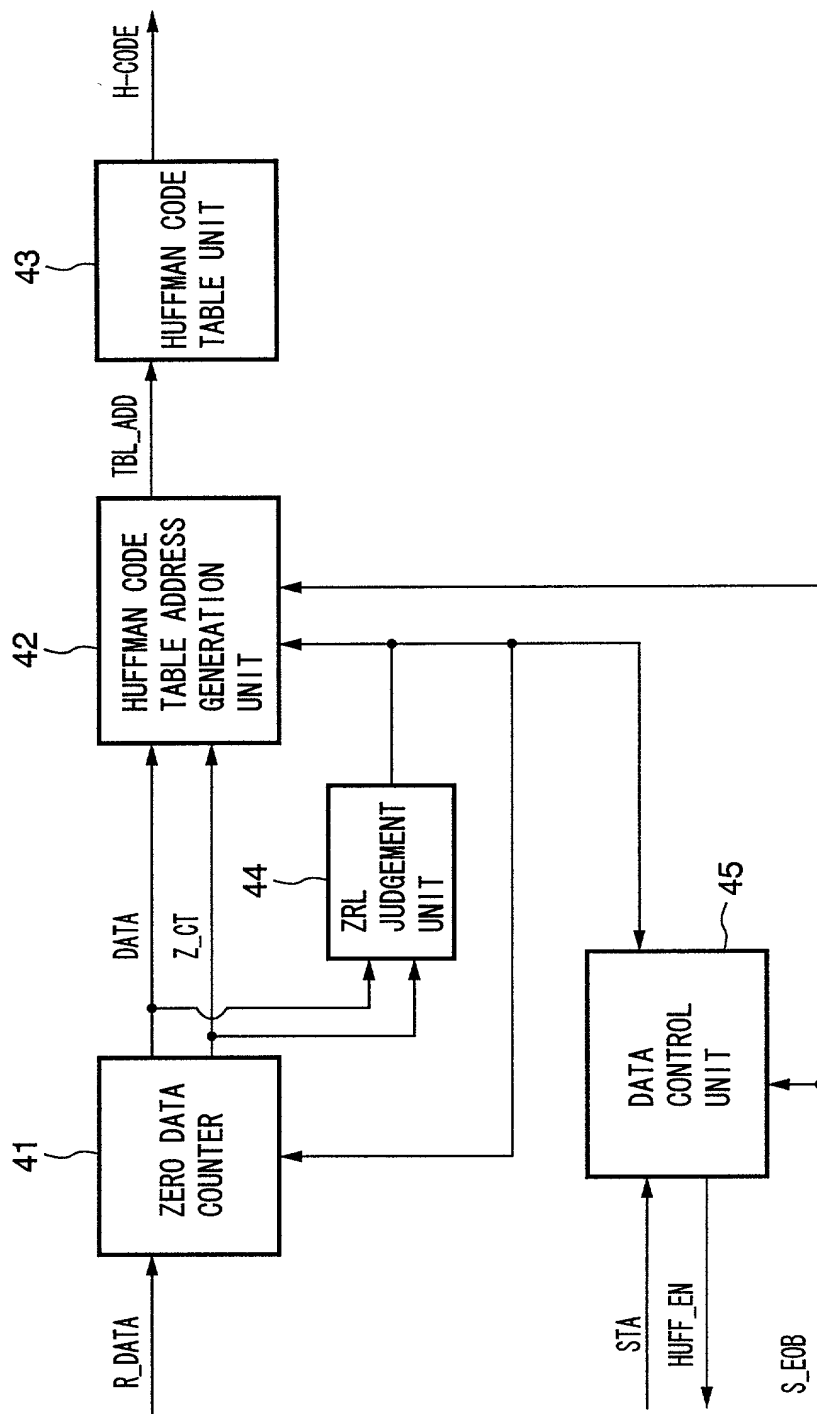 R_DATA
41
ZERO DATA
COUNTER
DATA
Z_CT
44
ZRL
JUDGEMENT
UNIT
42
HUFFMAN CODE
TABLE ADDRESS
GENERATION
UNIT
TBL_ADD
43
HUFFMAN CODE
TABLE UNIT
H-CODE
STA
HUFF_EN
45
DATA
CONTROL
UNIT
S_EOB